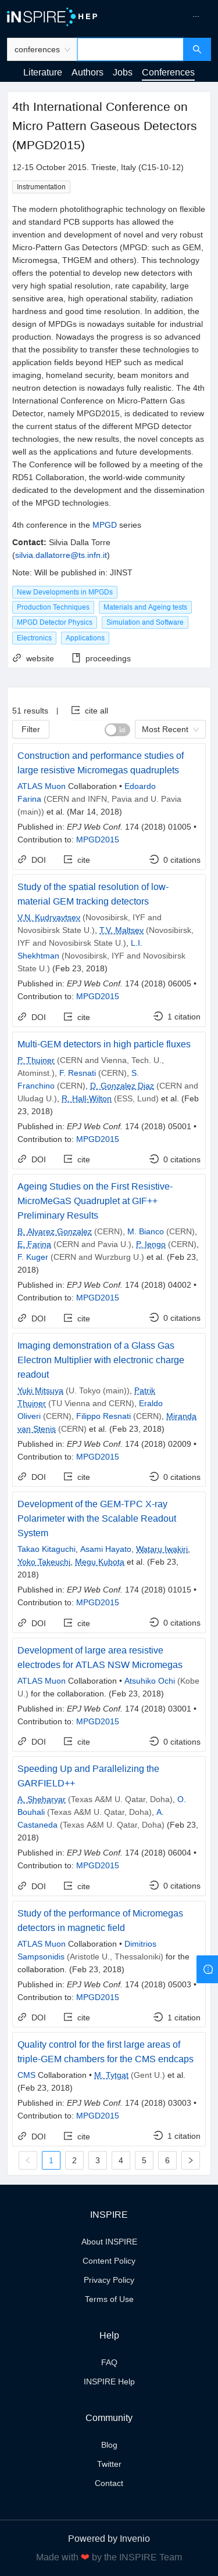 iNSPIRE HEP
...
conferences
Literature Authors Jobs Conferences
4th International Conference on
Micro Pattern Gaseous Detectors
(MPGD2015)
12-15 October 2015. Trieste, Italy (C15-10-12)
Instrumentation
The modern photolithographic technology on flexible
and standard PCB supports has allowed the
invention and development of novel and very robust
Micro-Pattern Gas Detectors (MPGD: such as GEM,
Micromegsa, THGEM and others). This technology
offers high space resolution, rate capability, large
sensitive area, high operational stability and radiation
hardness at low construction cost. In addition, the
design of MPDGs is nowadays suitable for industrial
production. Nowadays the progress is so advanced
that it is possible to use this technology in
application fields beyond HEP such as medical
imaging, homeland security, beam monitors and
neutron detection is already fully realistic. The 4th
International Conference on Micro-Pattern Gas
Detector, namely MPGD2015, is dedicated to review
of the current status of the different MPGD detector
technologies, the new detector concepts, as well as
the applications and future developments. The
Conference will be followed by a meeting of the
RD51 Collaboration, the world-wide community
dedicated to the development and the dissemination
of the MPGD technologies.
4th conference in the MPGD series
Contact: Silvia Dalla Torre
(silvia.dallatorre@ts.infn.it)
Note: Will be published in: JINST
New Developments in MPGDs
Production Techniques Materials and Ageing tests
MPGD Detector Physics Simulation and Software
Electronics Applications
website proceedings
51 results | cite all
Filter Most Recent
Construction and performance studies of
large resistive Micromegas quadruplets
ATLAS Muon Collaboration • Edoardo
Farina (CERN and INFN, Pavia and U. Pavia
(main)) et al. (Mar 14, 2018)
Published in: EPJ Web Conf. 174 (2018) 01005 •
Contribution to: MPGD2015
DOI cite 0 citations
Study of the spatial resolution of low-
material GEM tracking detectors
V.N. Kudryavtsev (Novosibirsk, IYF and
Novosibirsk State U.), T.V. Maltsev (Novosibirsk,
IYF and Novosibirsk State U.), L.I.
Shekhtman (Novosibirsk, IYF and Novosibirsk
State U.) (Feb 23, 2018)
Published in: EPJ Web Conf. 174 (2018) 06005 •
Contribution to: MPGD2015
DOI cite 1 citation
Multi-GEM detectors in high particle fluxes
P. Thuiner (CERN and Vienna, Tech. U.,
Atominst.), F. Resnati (CERN), S.
Franchino (CERN), D. Gonzalez Diaz (CERN and
Uludag U.), R. Hall-Wilton (ESS, Lund) et al. (Feb
23, 2018)
Published in: EPJ Web Conf. 174 (2018) 05001 •
Contribution to: MPGD2015
DOI cite 0 citations
Ageing Studies on the First Resistive-
MicroMeGaS Quadruplet at GIF++
Preliminary Results
B. Alvarez Gonzalez (CERN), M. Bianco (CERN),
E. Farina (CERN and Pavia U.), P. Iengo (CERN),
F. Kuger (CERN and Wurzburg U.) et al. (Feb 23,
2018)
Published in: EPJ Web Conf. 174 (2018) 04002 •
Contribution to: MPGD2015
DOI cite 0 citations
Imaging demonstration of a Glass Gas
Electron Multiplier with electronic charge
readout
Yuki Mitsuya (U. Tokyo (main)), Patrik
Thuiner (TU Vienna and CERN), Eraldo
Oliveri (CERN), Filippo Resnati (CERN), Miranda
van Stenis (CERN) et al. (Feb 23, 2018)
Published in: EPJ Web Conf. 174 (2018) 02009 •
Contribution to: MPGD2015
DOI cite 0 citations
Development of the GEM-TPC X-ray
Polarimeter with the Scalable Readout
System
Takao Kitaguchi, Asami Hayato, Wataru Iwakiri,
Yoko Takeuchi, Megu Kubota et al. (Feb 23,
2018)
Published in: EPJ Web Conf. 174 (2018) 01015 •
Contribution to: MPGD2015
DOI cite 0 citations
Development of large area resistive
electrodes for ATLAS NSW Micromegas
ATLAS Muon Collaboration • Atsuhiko Ochi (Kobe
U.) for the collaboration. (Feb 23, 2018)
Published in: EPJ Web Conf. 174 (2018) 03001 •
Contribution to: MPGD2015
DOI cite 0 citations
Speeding Up and Parallelizing the
GARFIELD++
A. Sheharyar (Texas A&M U. Qatar, Doha), O.
Bouhali (Texas A&M U. Qatar, Doha), A.
Castaneda (Texas A&M U. Qatar, Doha) (Feb 23,
2018)
Published in: EPJ Web Conf. 174 (2018) 06004 •
Contribution to: MPGD2015
DOI cite 0 citations
Study of the performance of Micromegas
detectors in magnetic field
ATLAS Muon Collaboration • Dimitrios
Sampsonidis (Aristotle U., Thessaloniki) for the
collaboration. (Feb 23, 2018)
Published in: EPJ Web Conf. 174 (2018) 05003 •
Contribution to: MPGD2015
DOI cite 1 citation
Quality control for the first large areas of
triple-GEM chambers for the CMS endcaps
CMS Collaboration • M. Tytgat (Gent U.) et al.
(Feb 23, 2018)
Published in: EPJ Web Conf. 174 (2018) 03003 •
Contribution to: MPGD2015
DOI cite 1 citation
1 2 3 4 5 6
INSPIRE
About INSPIRE
Content Policy
Privacy Policy
Terms of Use
Help
FAQ
INSPIRE Help
Community
Blog
Twitter
Contact
Powered by Invenio
Made with ❤ by the INSPIRE Team